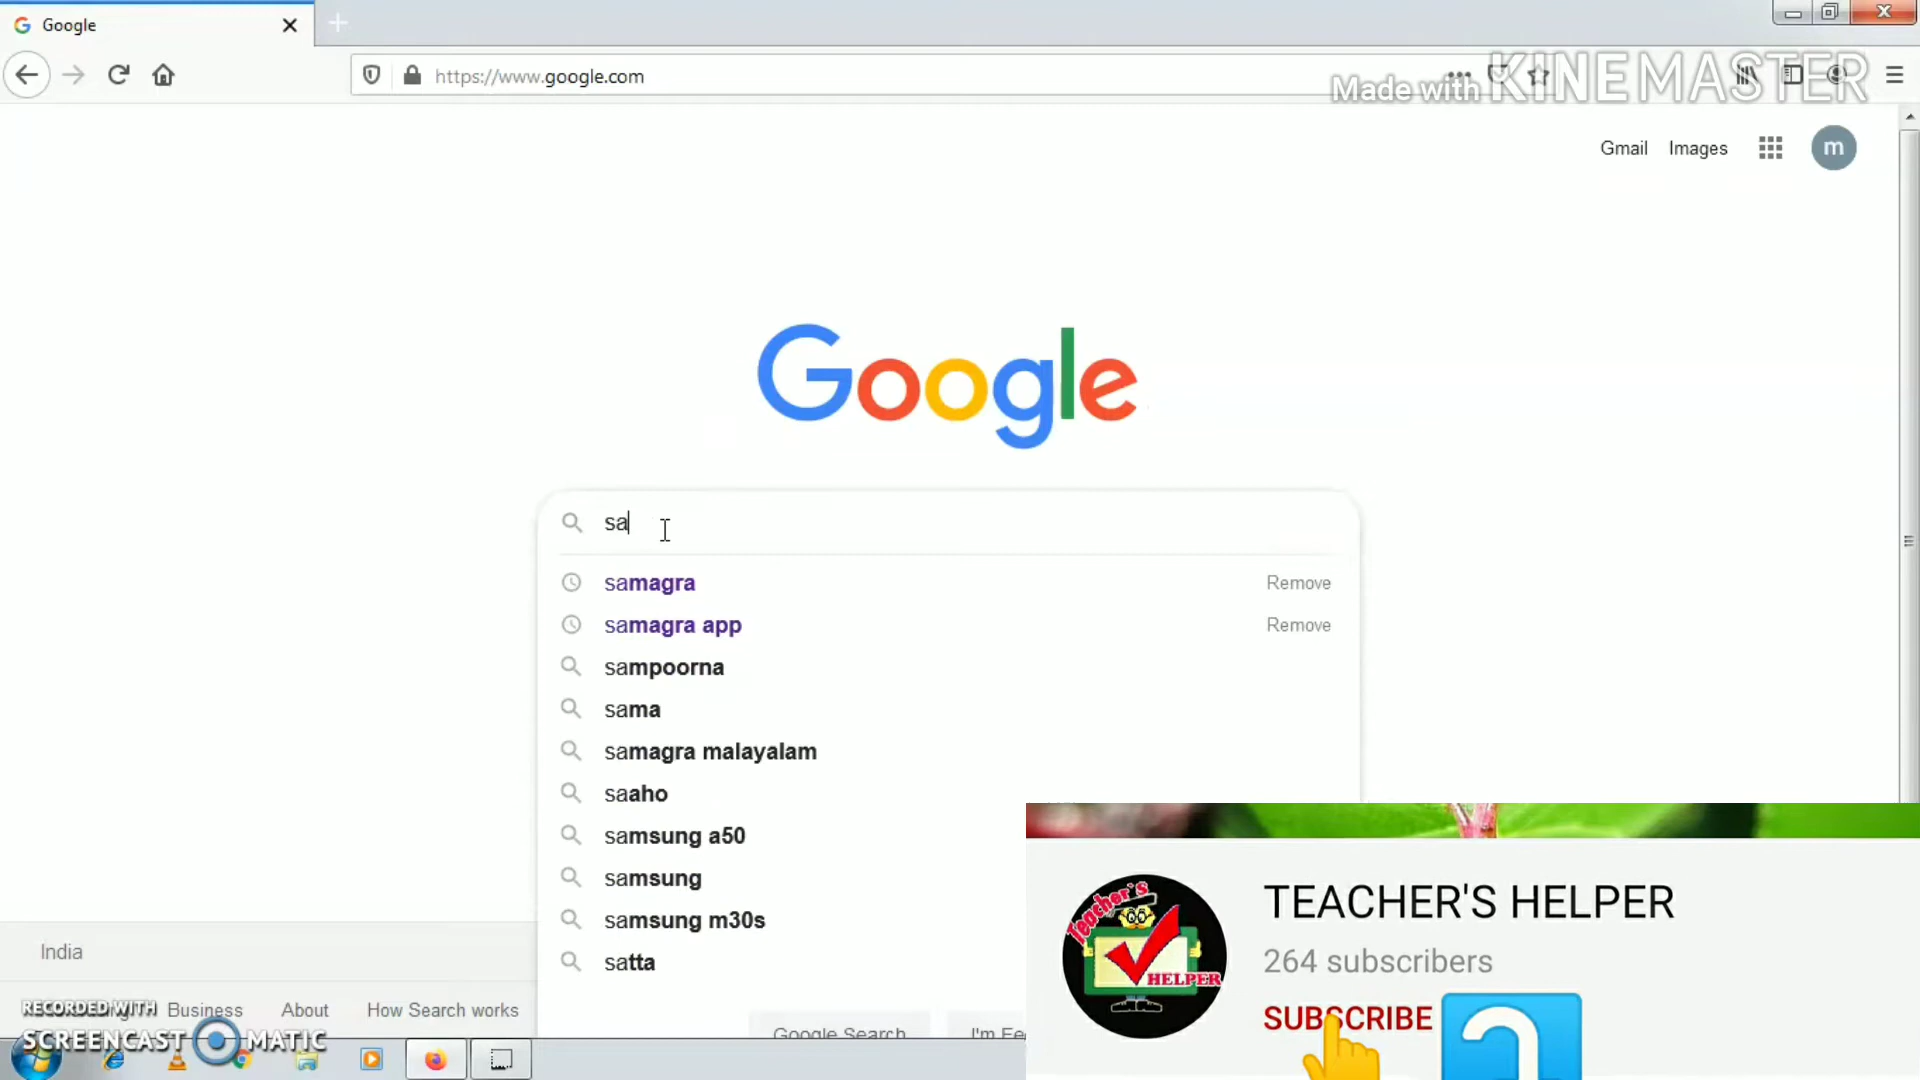 Google
https://www.google.com
Made with KINEMASTER
Gmail Images
m
Google
sa
samagra Remove
samagra app Remove
sampoorna
sama
samagra malayalam
saaho
samsung a50
samsung
samsung m30s
satta
India
Business About How Search works
Google Search
RECORDED WITH
SCREENCAST MATIC
Teacher's
HELPER
TEACHER'S HELPER
264 subscribers
SUBSCRIBE